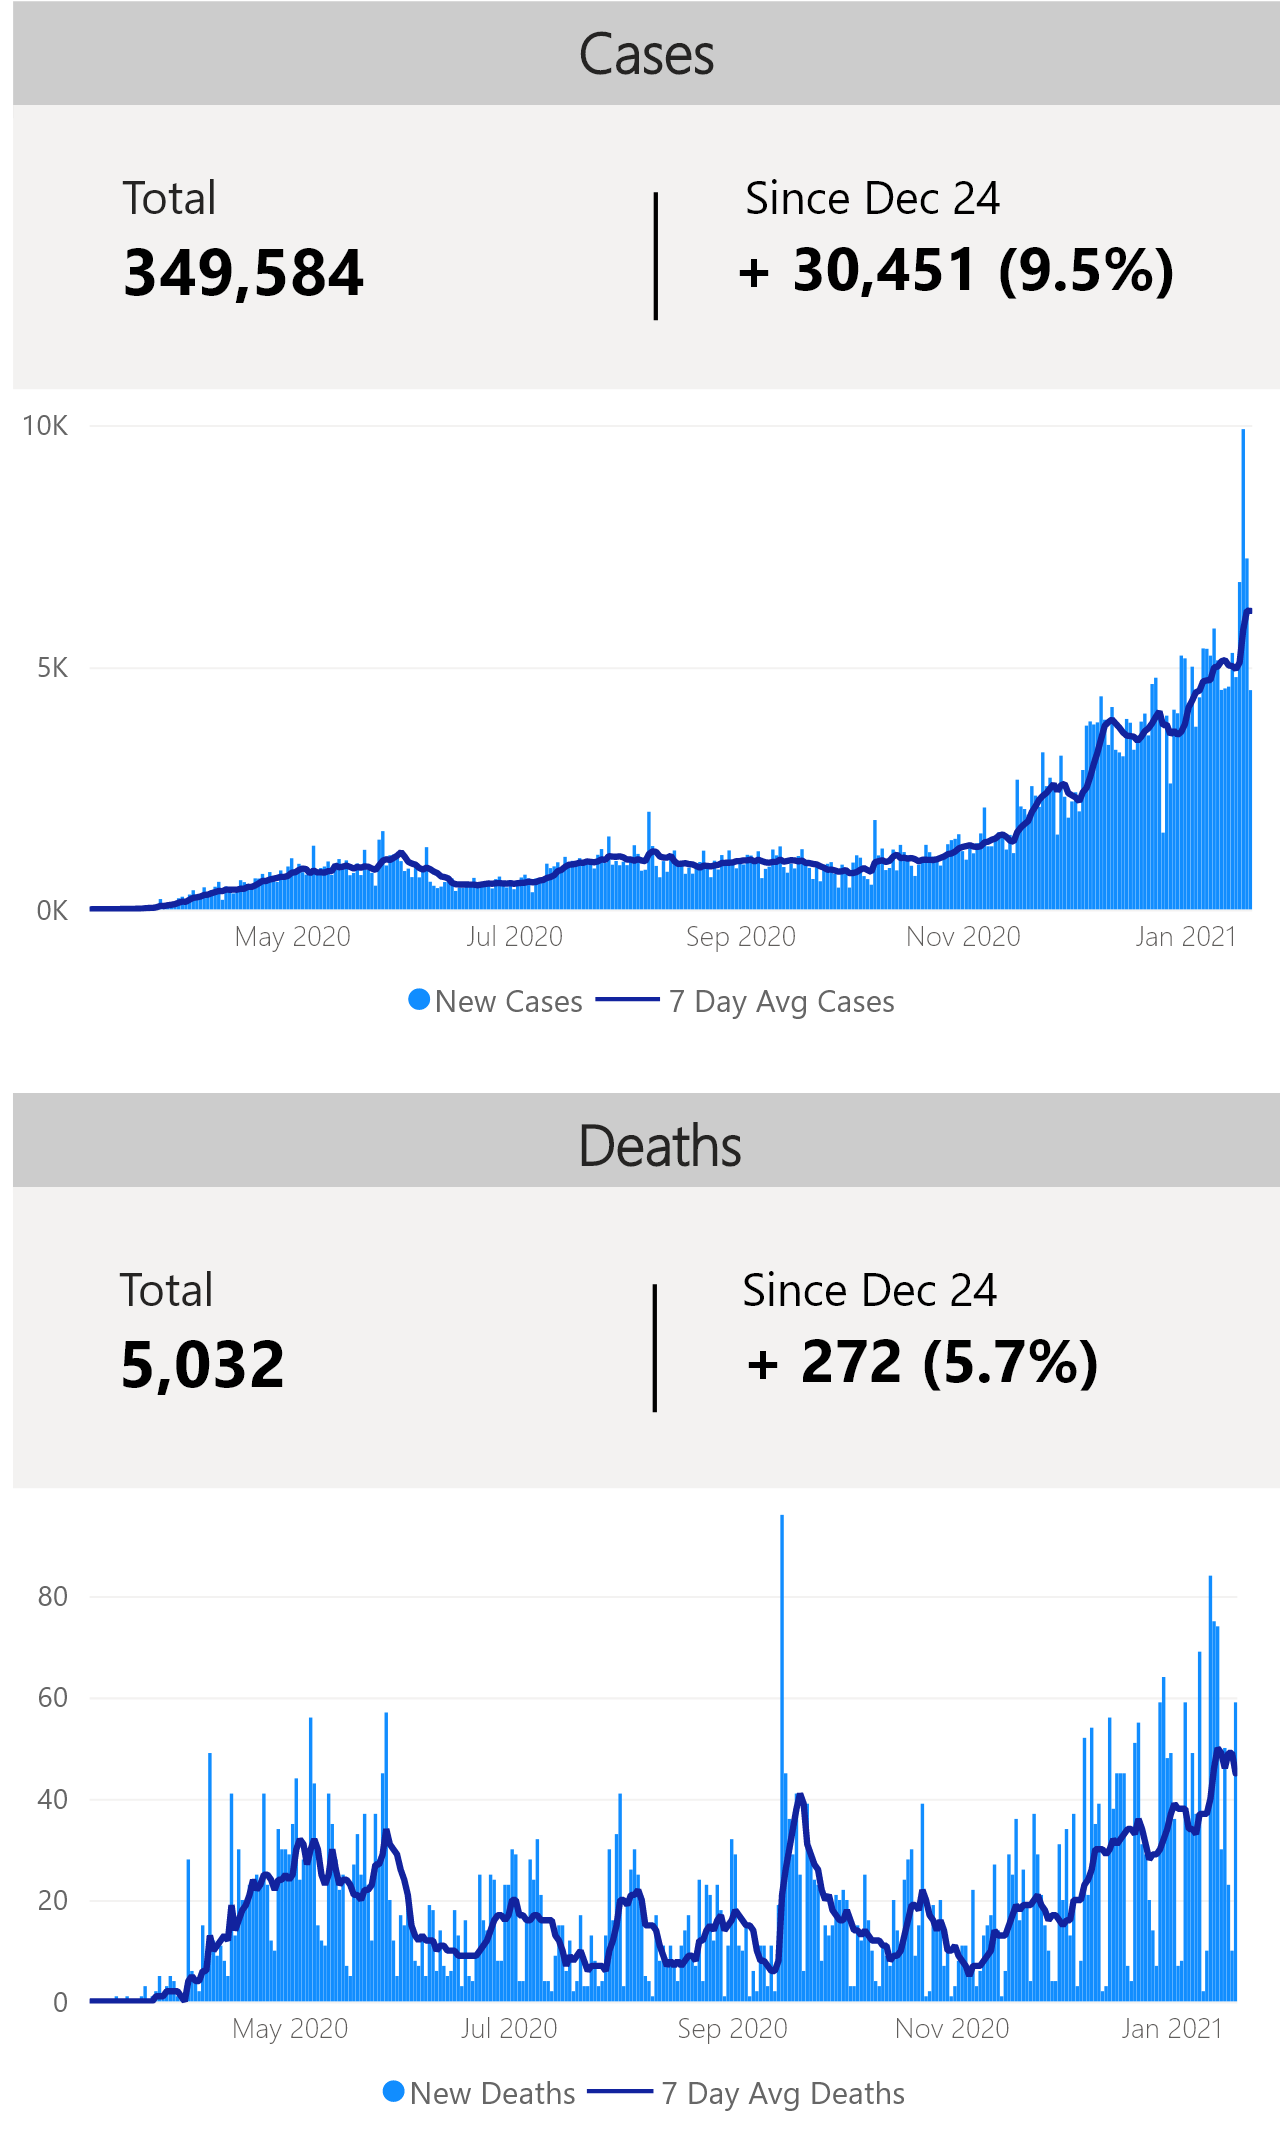 Cases
Total
Since Dec 24
349,584
+ 30,451 (9.5%)
10K
5K
0K
May 2020
Jul 2020
Sep 2020
Nov 2020
Jan 2021
New Cases
7 Day Avg Cases
Deaths
Total
Since Dec 24
5,032
+ 272 (5.7%)
80
60
40
20
0
May 2020
Jul 2020
Sep 2020
Nov 2020
Jan 2021
New Deaths
7 Day Avg Deaths